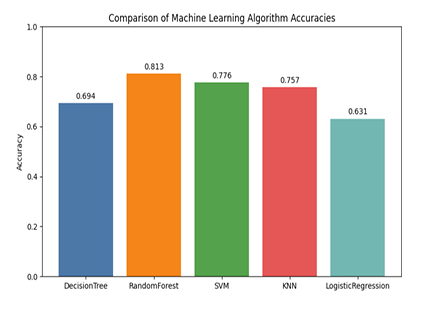 Comparison of Machine Learning Algorithm Accuracies
1.0
0.8
0.6
0.4
0.2
0.0
Accuracy
0.694
0.813
0.776
0.757
0.631
DecisionTree
RandomForest
SVM
KNN
LogisticRegression